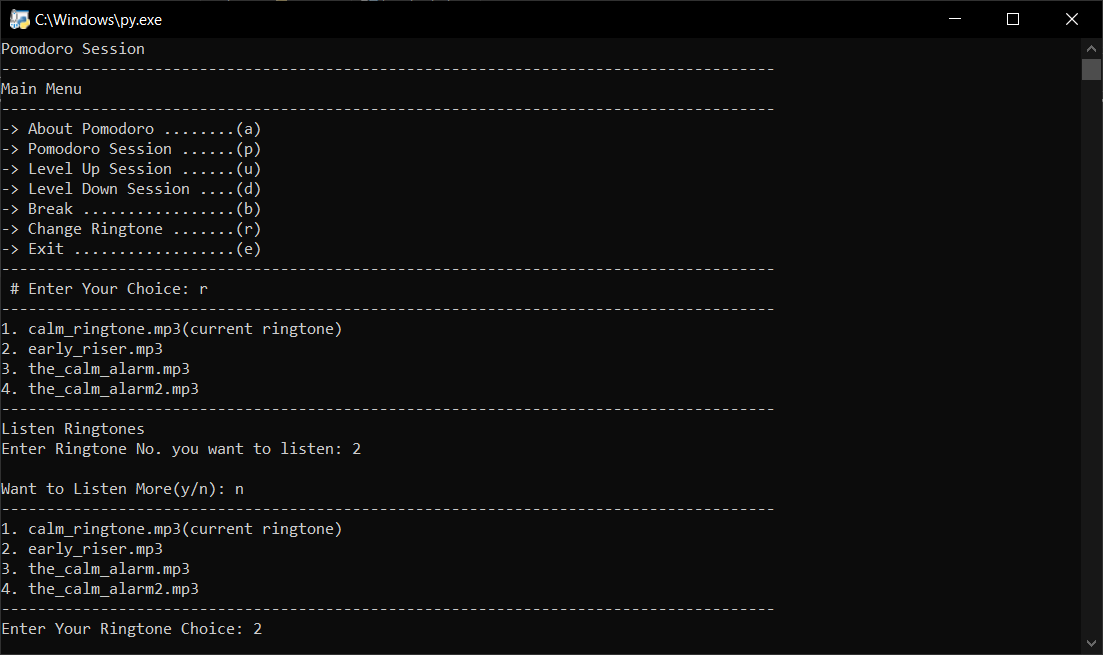 C:\Windows\py.exe
Pomodoro Session
--------------------------------------------------------------------------------------
Main Menu
--------------------------------------------------------------------------------------
-> About Pomodoro ........(a)
-> Pomodoro Session ......(p)
-> Level Up Session ......(u)
-> Level Down Session ....(d)
-> Break .................(b)
-> Change Ringtone .......(r)
-> Exit ..................(e)
--------------------------------------------------------------------------------------
 # Enter Your Choice: r
--------------------------------------------------------------------------------------
1. calm_ringtone.mp3(current ringtone)
2. early_riser.mp3
3. the_calm_alarm.mp3
4. the_calm_alarm2.mp3
--------------------------------------------------------------------------------------
Listen Ringtones
Enter Ringtone No. you want to listen: 2
Want to Listen More(y/n): n
--------------------------------------------------------------------------------------
1. calm_ringtone.mp3(current ringtone)
2. early_riser.mp3
3. the_calm_alarm.mp3
4. the_calm_alarm2.mp3
--------------------------------------------------------------------------------------
Enter Your Ringtone Choice: 2